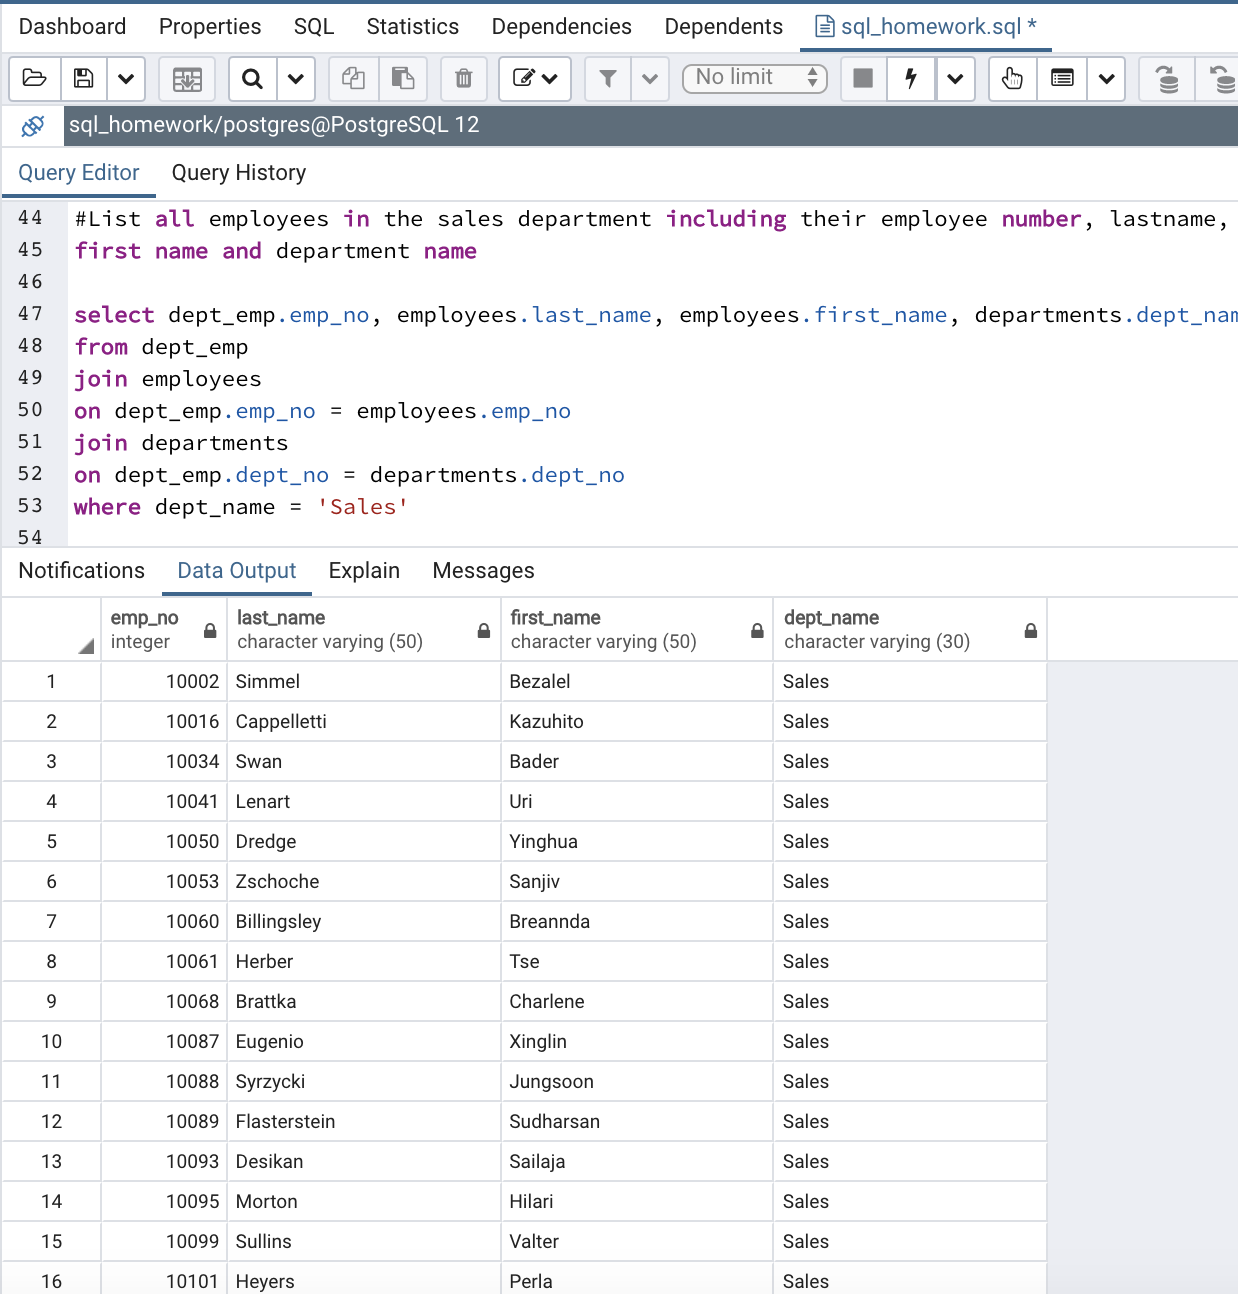 Dashboard Properties SQL Statistics Dependencies Dependents sql_homework.sql *
No limit
sql_homework/postgres@PostgreSQL 12
Query Editor Query History
44 #List all employees in the sales department including their employee number, lastname,
45 first name and department name
46
47 select dept_emp.emp_no, employees.last_name, employees.first_name, departments.dept_nam
48 from dept_emp
49 join employees
50 on dept_emp.emp_no = employees.emp_no
51 join departments
52 on dept_emp.dept_no = departments.dept_no
53 where dept_name = 'Sales'
54
Notifications Data Output Explain Messages
emp_no last_name first_name dept_name
integer character varying (50) character varying (50) character varying (30)
1 10002 Simmel Bezalel Sales
2 10016 Cappelletti Kazuhito Sales
3 10034 Swan Bader Sales
4 10041 Lenart Uri Sales
5 10050 Dredge Yinghua Sales
6 10053 Zschoche Sanjiv Sales
7 10060 Billingsley Breannda Sales
8 10061 Herber Tse Sales
9 10068 Brattka Charlene Sales
10 10087 Eugenio Xinglin Sales
11 10088 Syrzycki Jungsoon Sales
12 10089 Flasterstein Sudharsan Sales
13 10093 Desikan Sailaja Sales
14 10095 Morton Hilari Sales
15 10099 Sullins Valter Sales
16 10101 Heyers Perla Sales